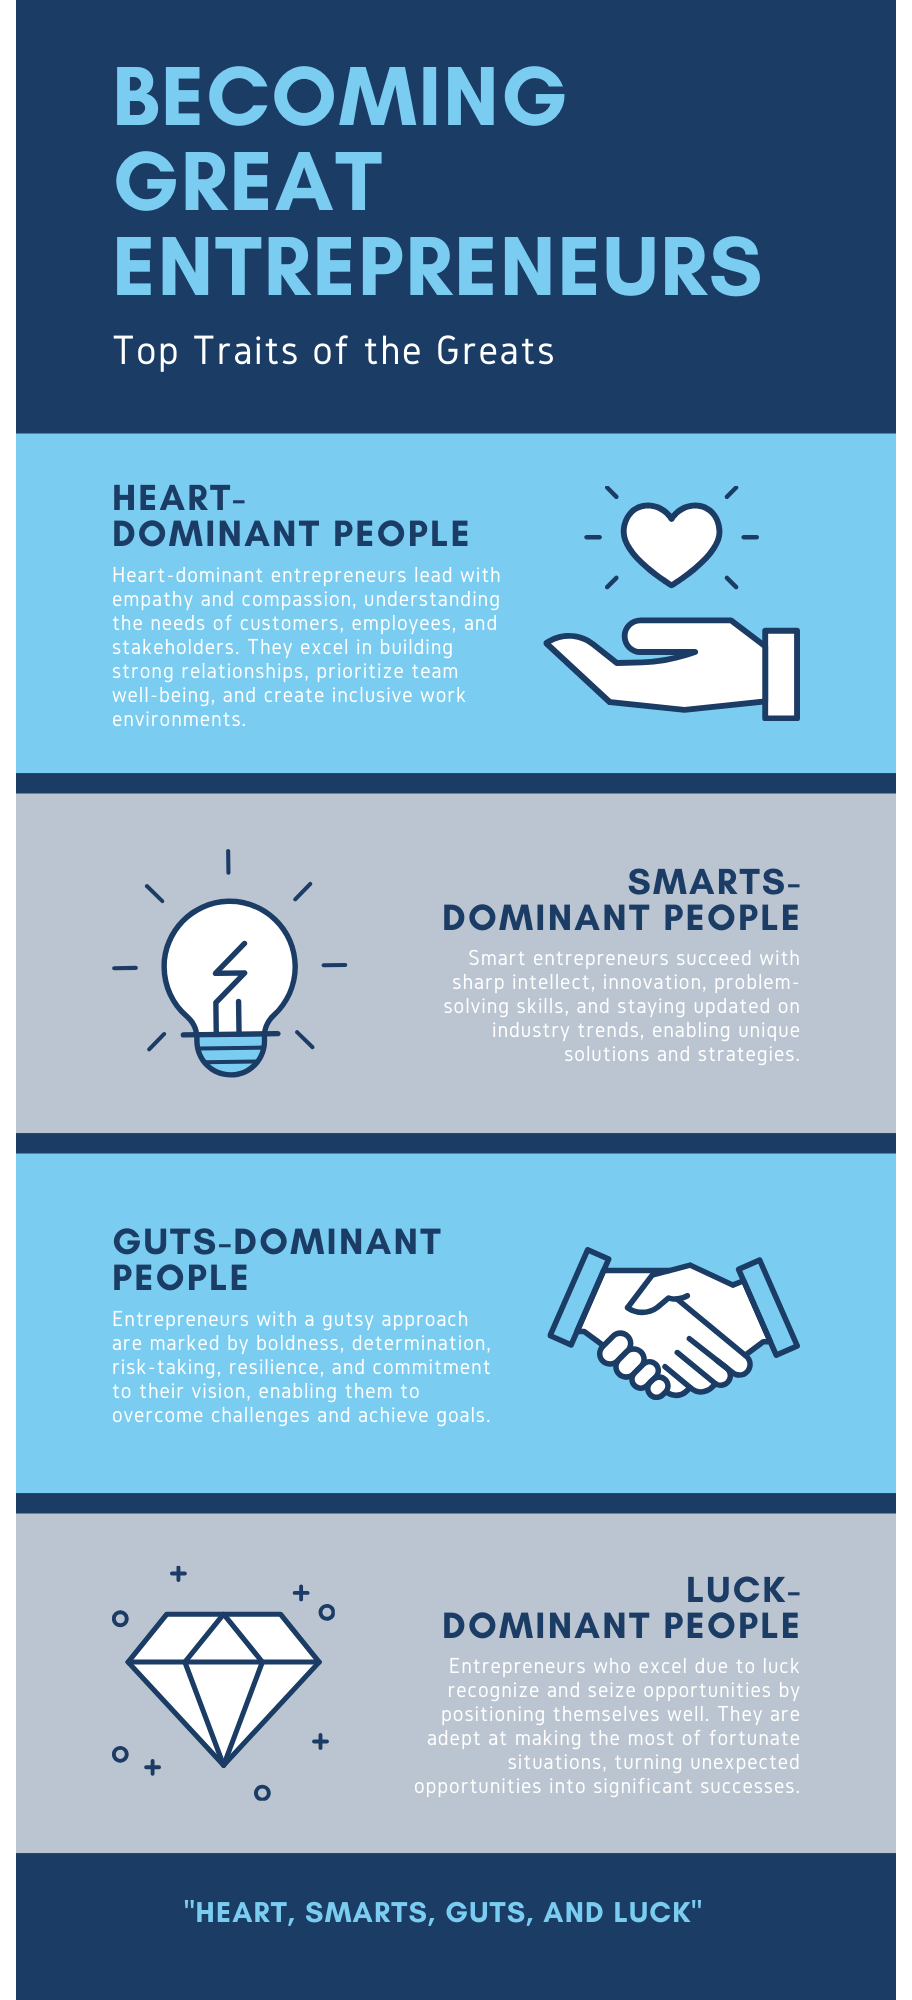 BECOMING
GREAT
ENTREPRENEURS
Top Traits of the Greats
HEART-
DOMINANT PEOPLE
Heart-dominant entrepreneurs lead with
empathy and compassion, understanding
the needs of customers, employees, and
stakeholders. They excel in building
strong relationships, prioritize team
well-being, and create inclusive work
environments.
SMARTS-
DOMINANT PEOPLE
Smart entrepreneurs succeed with
sharp intellect, innovation, problem-
solving skills, and staying updated on
industry trends, enabling unique
solutions and strategies.
GUTS-DOMINANT
PEOPLE
Entrepreneurs with a gutsy approach
are marked by boldness, determination,
risk-taking, resilience, and commitment
to their vision, enabling them to
overcome challenges and achieve goals.
LUCK-
DOMINANT PEOPLE
Entrepreneurs who excel due to luck
recognize and seize opportunities by
positioning themselves well. They are
adept at making the most of fortunate
situations, turning unexpected
opportunities into significant successes.
"HEART, SMARTS, GUTS, AND LUCK"